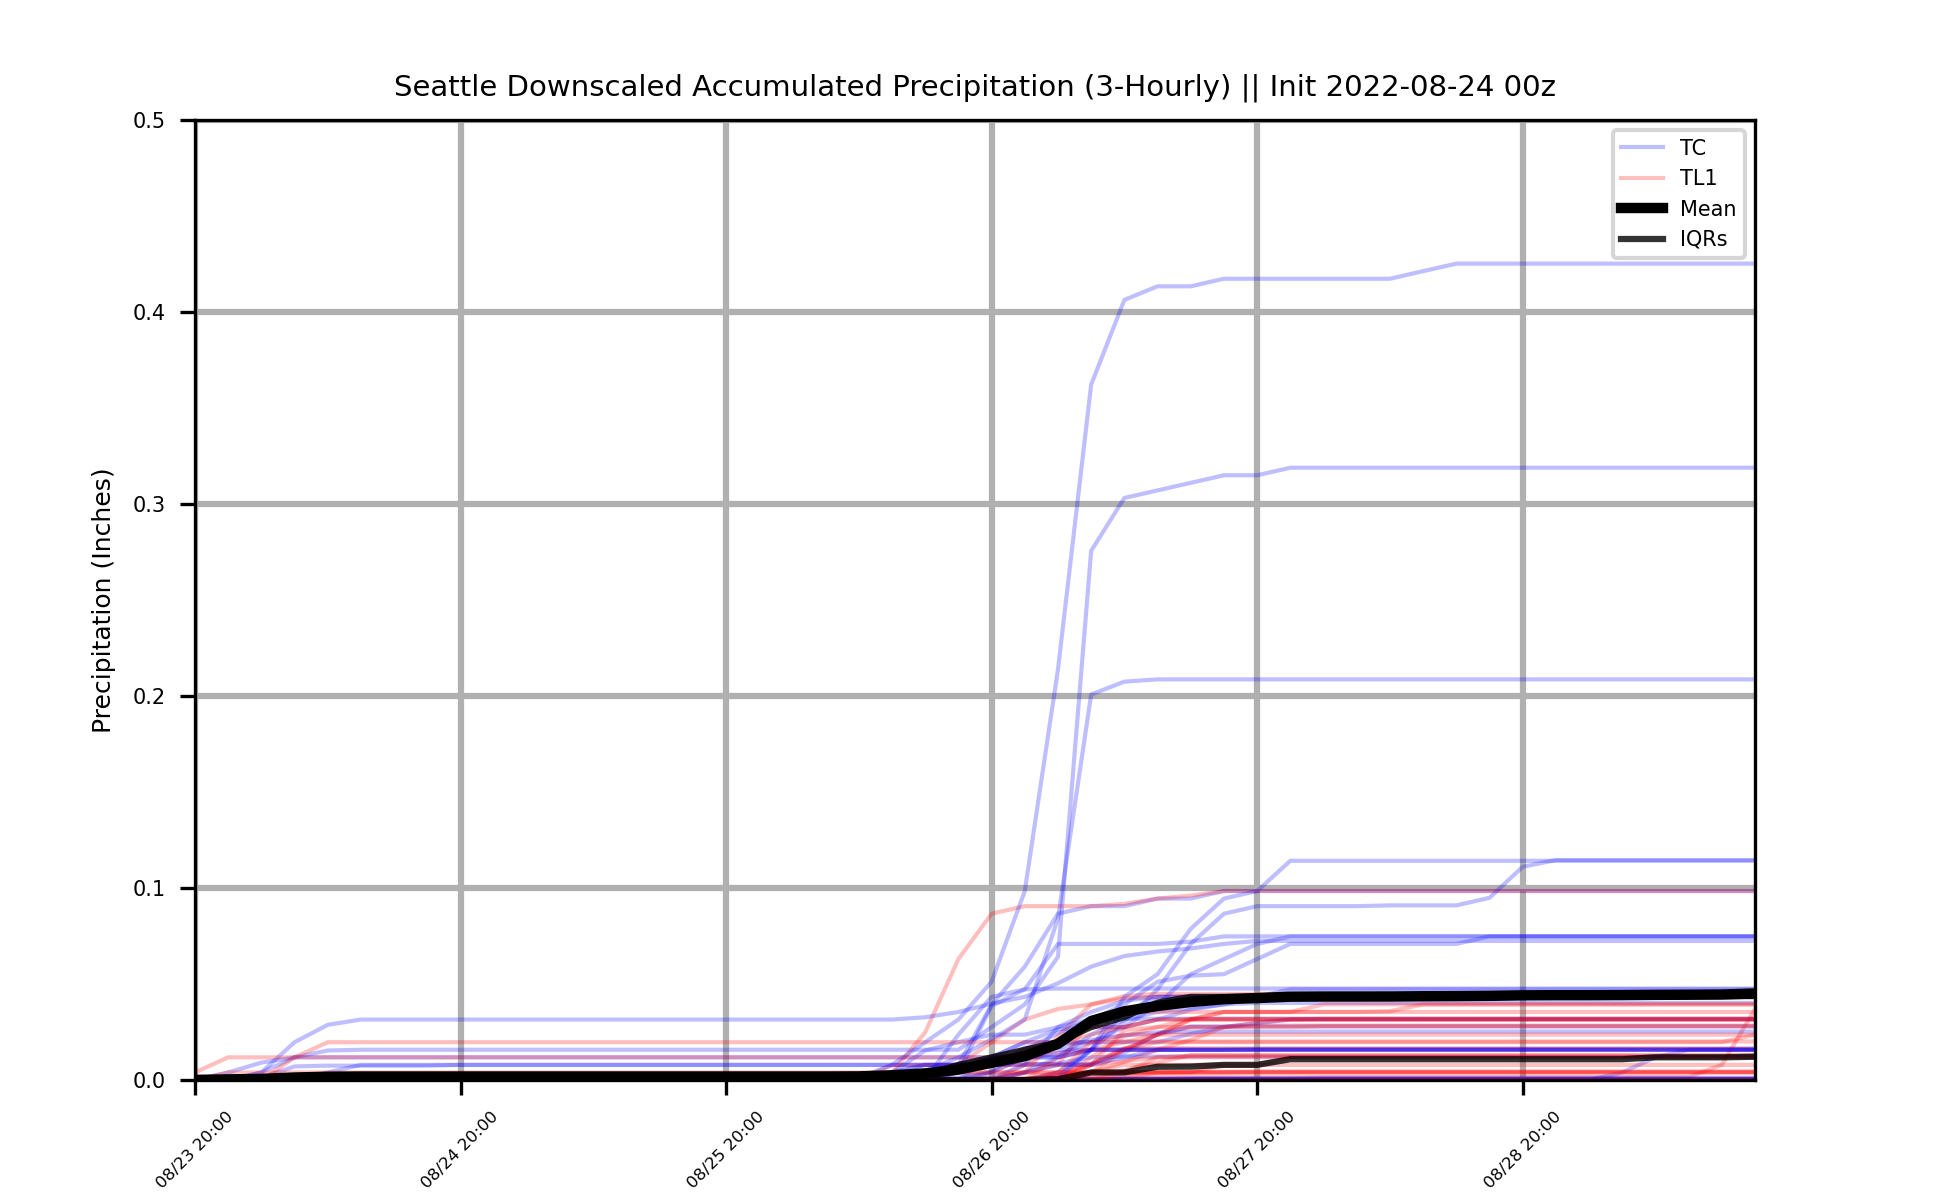 Seattle Downscaled Accumulated Precipitation (3-Hourly) || Init 2022-08-24 00z
TC
TL1
Mean
IQRs
Precipitation (Inches)
0.5
0.4
0.3
0.2
0.1
0.0
08/23 20:00
08/24 20:00
08/25 20:00
08/26 20:00
08/27 20:00
08/28 20:00